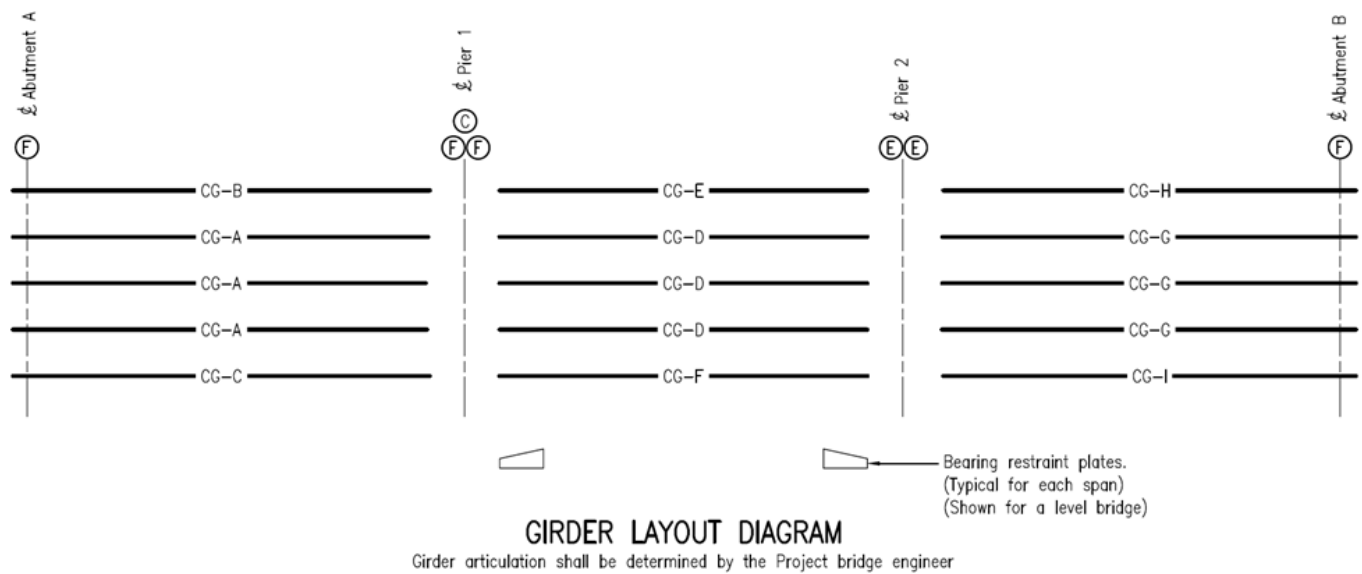 ℄ Abutment A
℄ Pier 1
℄ Pier 2
℄ Abutment B
C
F
F F
E E
F
CG-B CG-E CG-H
CG-A CG-D CG-G
CG-A CG-D CG-G
CG-A CG-D CG-G
CG-C CG-F CG-I
Bearing restraint plates.
(Typical for each span)
(Shown for a level bridge)
GIRDER LAYOUT DIAGRAM
Girder articulation shall be determined by the Project bridge engineer